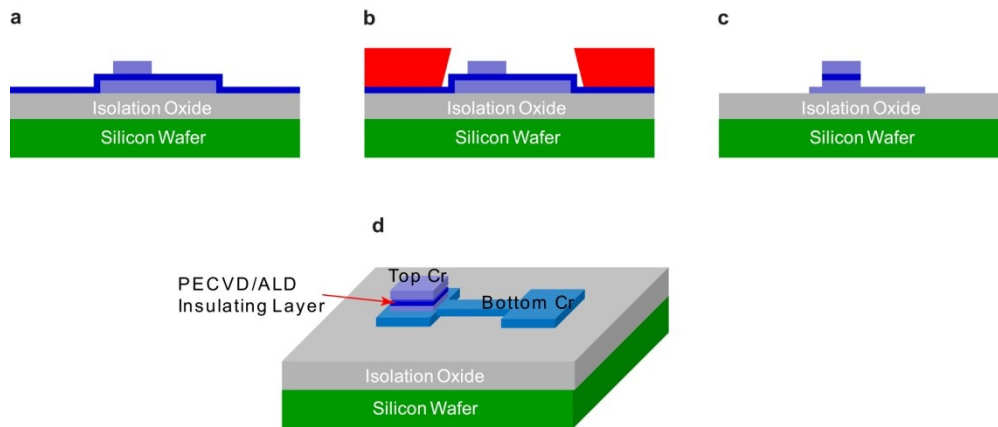 a
b
c
Isolation Oxide
Silicon Wafer
Isolation Oxide
Silicon Wafer
Isolation Oxide
Silicon Wafer
d
Top Cr
PECVD/ALD
Insulating Layer
Bottom Cr
Isolation Oxide
Silicon Wafer